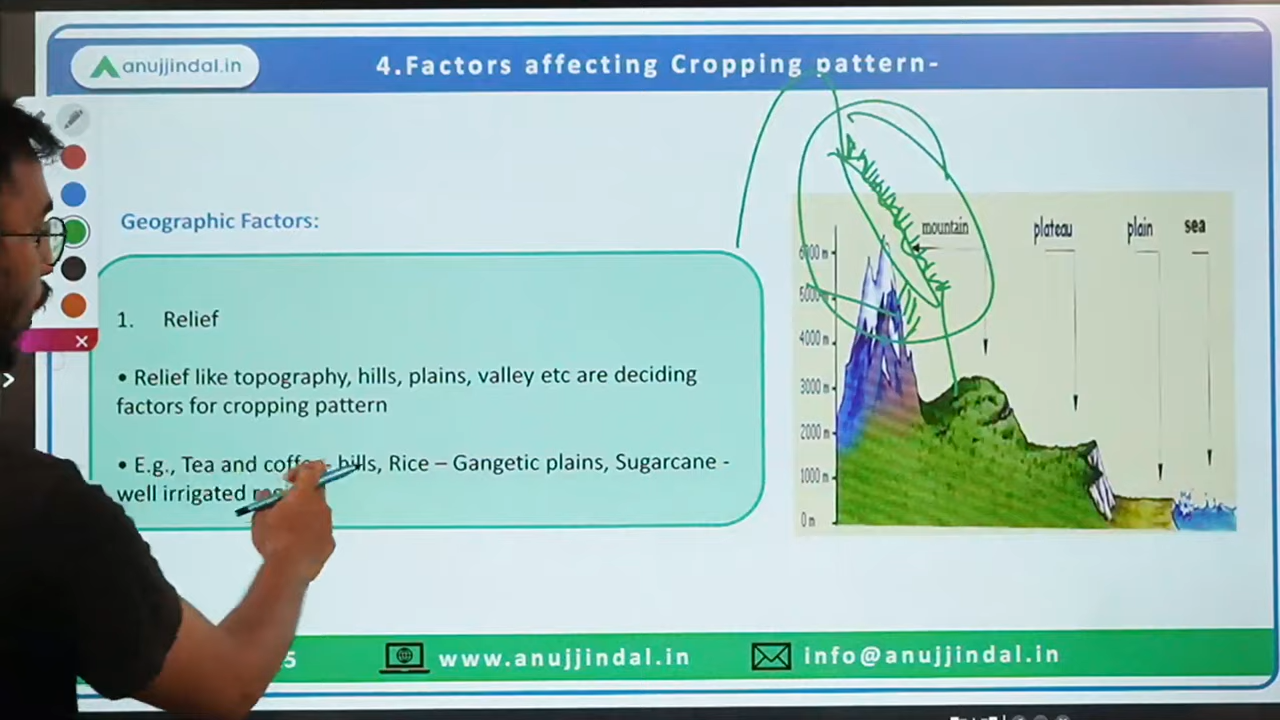 anujjindal.in
4.Factors affecting Cropping pattern-
Geographic Factors:
1. Relief
• Relief like topography, hills, plains, valley etc are deciding
factors for cropping pattern
• E.g., Tea and coffee - hills, Rice – Gangetic plains, Sugarcane -
well irrigated
mountain
plateau
plain
sea
6000 m
5000 m
4000 m
3000 m
2000 m
1000 m
0 m
5
www.anujjindal.in
info@anujjindal.in